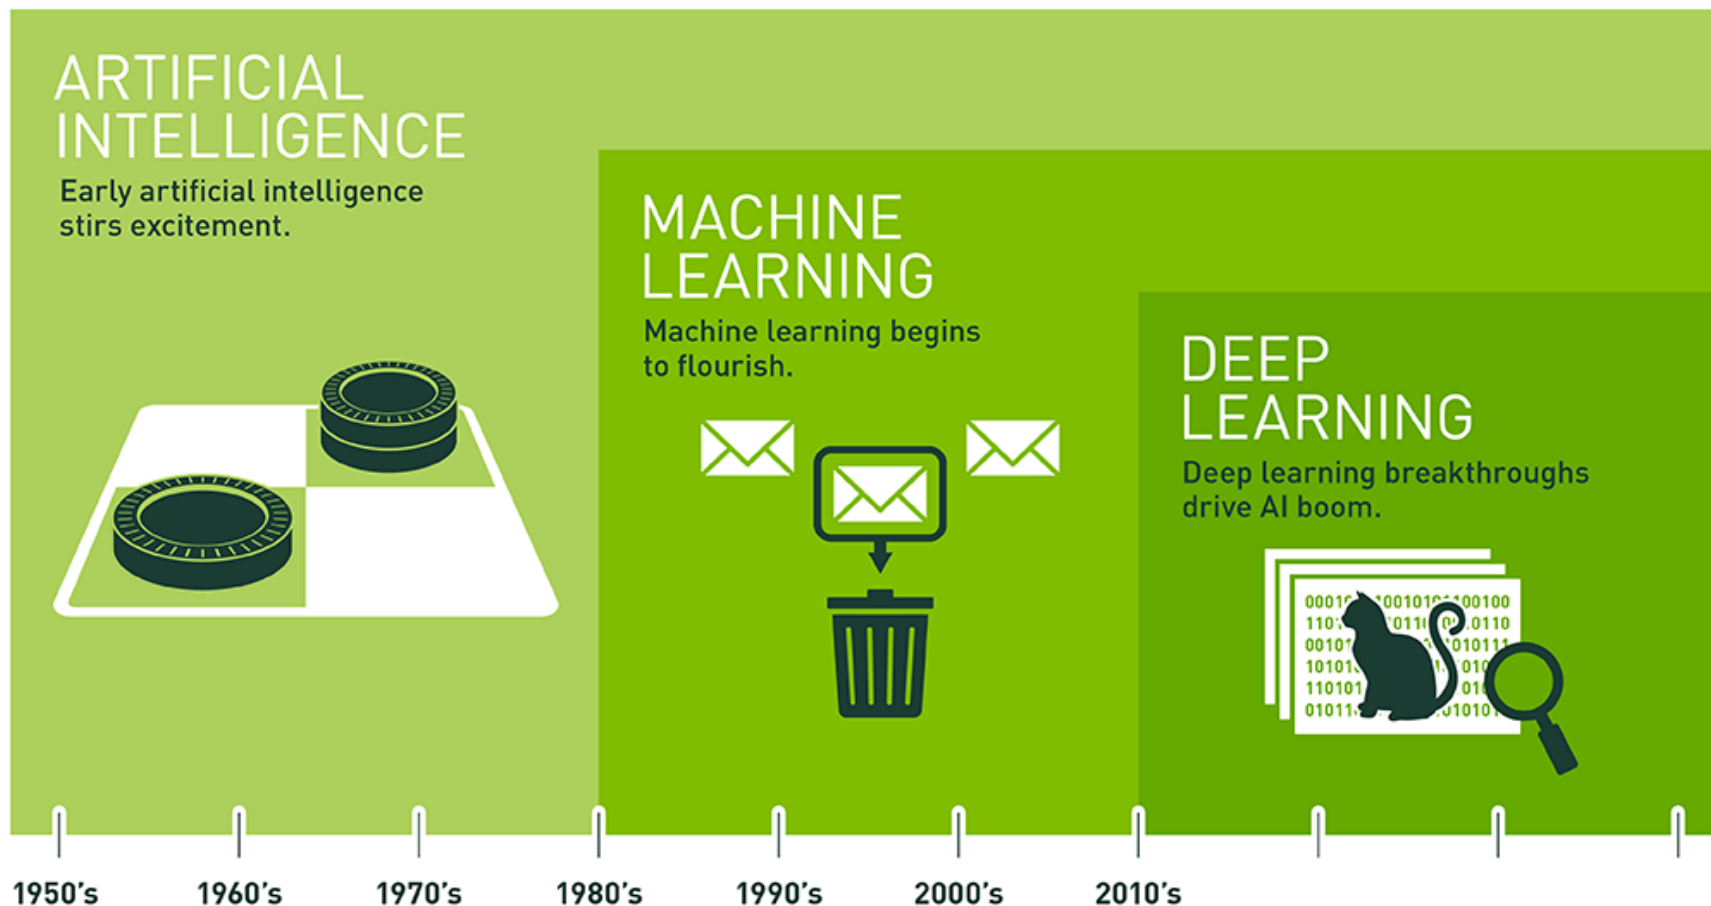 ARTIFICIAL
INTELLIGENCE
Early artificial intelligence
stirs excitement.
MACHINE
LEARNING
Machine learning begins
to flourish.
DEEP
LEARNING
Deep learning breakthroughs
drive AI boom.
1950's 1960's 1970's 1980's 1990's 2000's 2010's